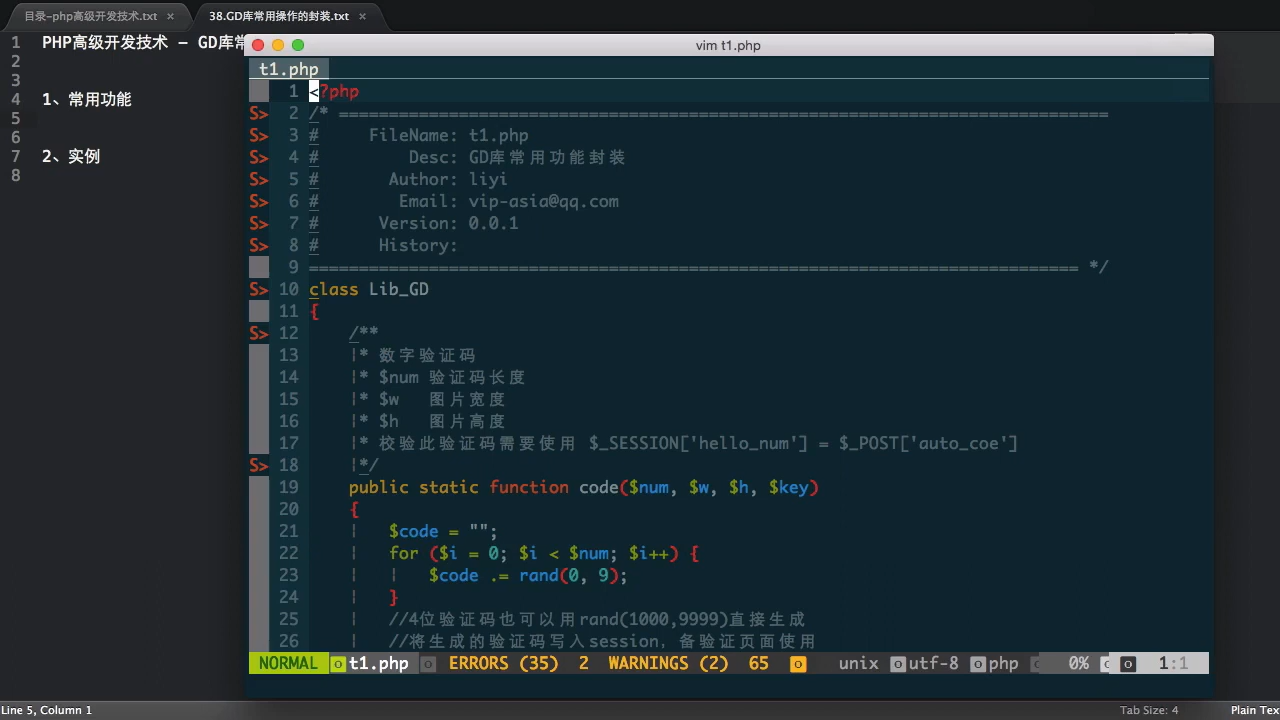 目录-php高级开发技术.txt ×
38.GD库常用操作的封装.txt ×
1 PHP高级开发技术 - GD库常
2
3
4 1、常用功能
5
6
7 2、实例
8
vim t1.php
t1.php
1 <?php
S> 2 /* =============================================================================
S> 3 # FileName: t1.php
S> 4 # Desc: GD库常用功能封装
S> 5 # Author: liyi
S> 6 # Email: vip-asia@qq.com
S> 7 # Version: 0.0.1
S> 8 # History:
9 ============================================================================= */
S> 10 class Lib_GD
11 {
S> 12 /**
13 |* 数字验证码
14 |* $num 验证码长度
15 |* $w 图片宽度
16 |* $h 图片高度
17 |* 校验此验证码需要使用 $_SESSION['hello_num'] = $_POST['auto_coe']
S> 18 |*/
19 public static function code($num, $w, $h, $key)
20 {
21 | $code = "";
22 | for ($i = 0; $i < $num; $i++) {
23 | | $code .= rand(0, 9);
24 | }
25 | //4位验证码也可以用rand(1000,9999)直接生成
26 | //将生成的验证码写入session, 备验证页面使用
NORMAL t1.php ERRORS (35) 2 WARNINGS (2) 65 unix utf-8 php 0% 1:1
Line 5, Column 1
Tab Size: 4
Plain Tex